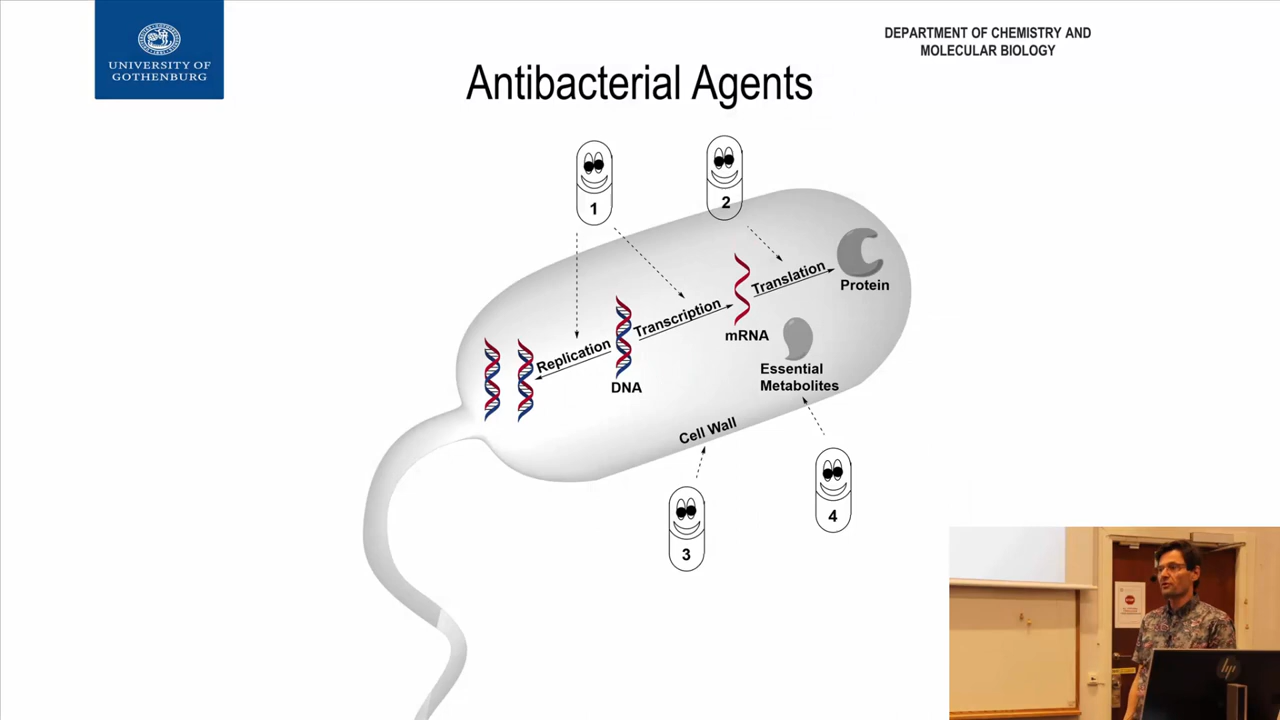 UNIVERSITY OF
GOTHENBURG
DEPARTMENT OF CHEMISTRY AND
MOLECULAR BIOLOGY
Antibacterial Agents
1
2
Translation
Protein
Transcription
mRNA
Replication
DNA
Essential
Metabolites
Cell Wall
3
4
hp